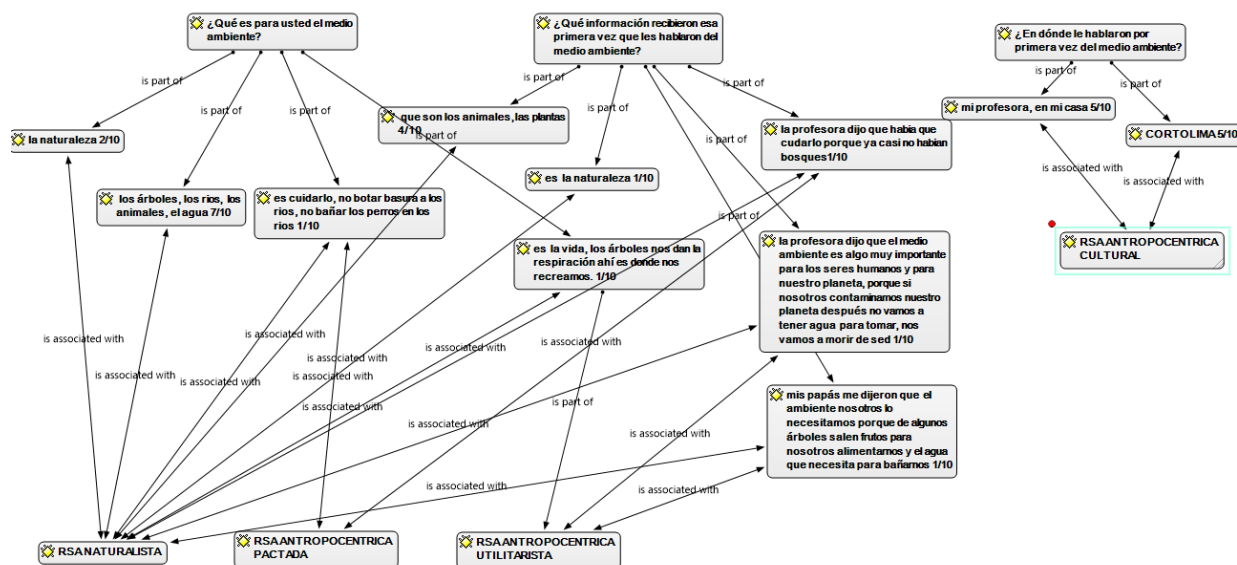 ¿Qué es para usted el medio
ambiente?
¿Qué información recibieron esa
primera vez que les hablaron del
medio ambiente?
¿En dónde le hablaron por
primera vez del medio ambiente?
is part of
is part of
is part of
is part of
is part of
is part of
is part of
is part of
is part of
is part of
la naturaleza 2/10
los árboles, los rios, los
animales, el agua 7/10
es cuidarlo, no botar basura a los
rios, no bañar los perros en los
rios 1/10
que son los animales, las plantas
4/10
es la naturaleza 1/10
es la vida, los árboles nos dan la
respiración ahí es donde nos
recreamos. 1/10
la profesora dijo que habia que
cudarlo porque ya casi no habian
bosques1/10
la profesora dijo que el medio
ambiente es algo muy importante
para los seres humanos y para
nuestro planeta, porque si
nosotros contaminamos nuestro
planeta después no vamos a
tener agua para tomar, nos
vamos a morir de sed 1/10
mis papás me dijeron que el
ambiente nosotros lo
necesitamos porque de algunos
árboles salen frutos para
nosotros alimentarnos y el agua
que necesita para bañarnos 1/10
mi profesora, en mi casa 5/10
CORTOLIMA 5/10
is associated with
is associated with
RSA ANTROPOCENTRICA
CULTURAL
is associated with
is associated with
is associated with
is associated with
is associated with
is associated with
is associated with
is associated with
is associated with
is part of
is associated with
is associated with
is associated with
RSA NATURALISTA
RSA ANTROPOCENTRICA
PACTADA
RSA ANTROPOCENTRICA
UTILITARISTA